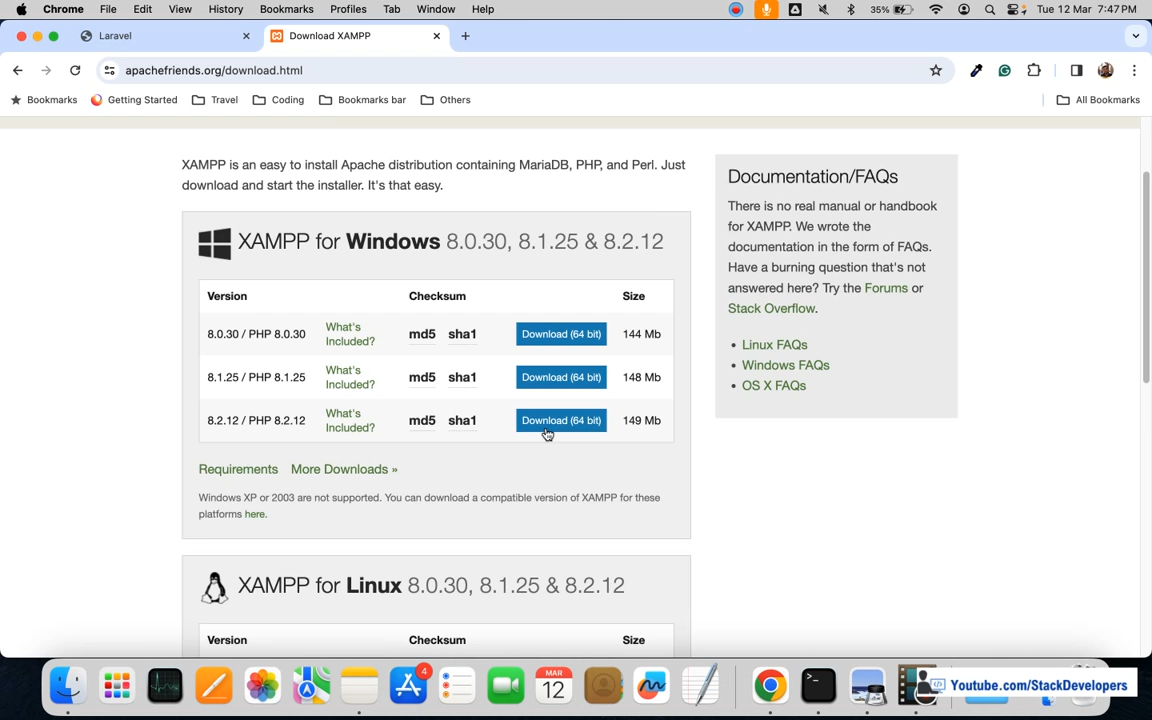 Chrome File Edit View History Bookmarks Profiles Tab Window Help 35% Tue 12 Mar 7:47 PM
Laravel Download XAMPP
apachefriends.org/download.html
Bookmarks Getting Started Travel Coding Bookmarks bar Others All Bookmarks
XAMPP is an easy to install Apache distribution containing MariaDB, PHP, and Perl. Just
download and start the installer. It's that easy.
XAMPP for Windows 8.0.30, 8.1.25 & 8.2.12
Version Checksum Size
8.0.30 / PHP 8.0.30 What's Included? md5 sha1 Download (64 bit) 144 Mb
8.1.25 / PHP 8.1.25 What's Included? md5 sha1 Download (64 bit) 148 Mb
8.2.12 / PHP 8.2.12 What's Included? md5 sha1 Download (64 bit) 149 Mb
Requirements More Downloads »
Windows XP or 2003 are not supported. You can download a compatible version of XAMPP for these
platforms here.
XAMPP for Linux 8.0.30, 8.1.25 & 8.2.12
Version Checksum Size
Documentation/FAQs
There is no real manual or handbook
for XAMPP. We wrote the
documentation in the form of FAQs.
Have a burning question that's not
answered here? Try the Forums or
Stack Overflow.
• Linux FAQs
• Windows FAQs
• OS X FAQs
4
MAR
12
Youtube.com/StackDevelopers